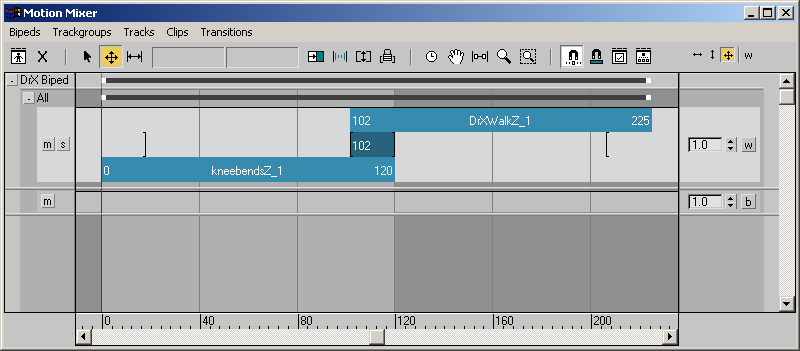 Motion Mixer
Bipeds Trackgroups Tracks Clips Transitions
w
- DrX Biped
- All
102 DrXWalkZ_1 225
m s 102 1.0 w
0 kneebendsZ_1 120
m 1.0 b
0 40 80 120 160 200